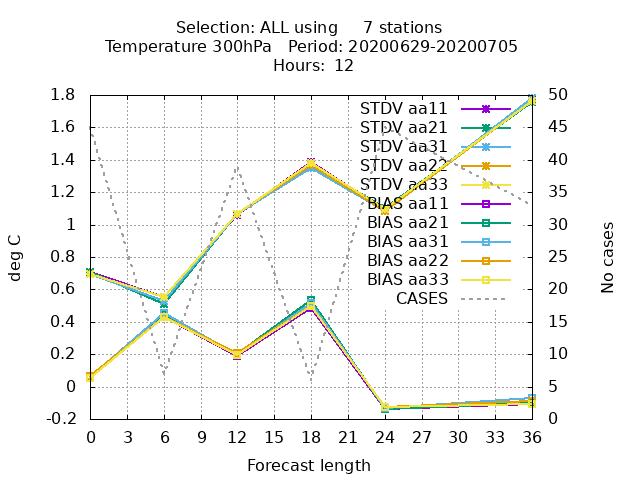 Selection: ALL using     7 stations
Temperature 300hPa   Period: 20200629-20200705
Hours: 12
1.8
1.6
1.4
1.2
1
0.8
0.6
0.4
0.2
0
-0.2
deg C
50
45
40
35
30
25
20
15
10
5
0
No cases
STDV aa11
STDV aa21
STDV aa31
STDV aa22
STDV aa33
BIAS aa11
BIAS aa21
BIAS aa31
BIAS aa22
BIAS aa33
CASES
0 3 6 9 12 15 18 21 24 27 30 33 36
Forecast length